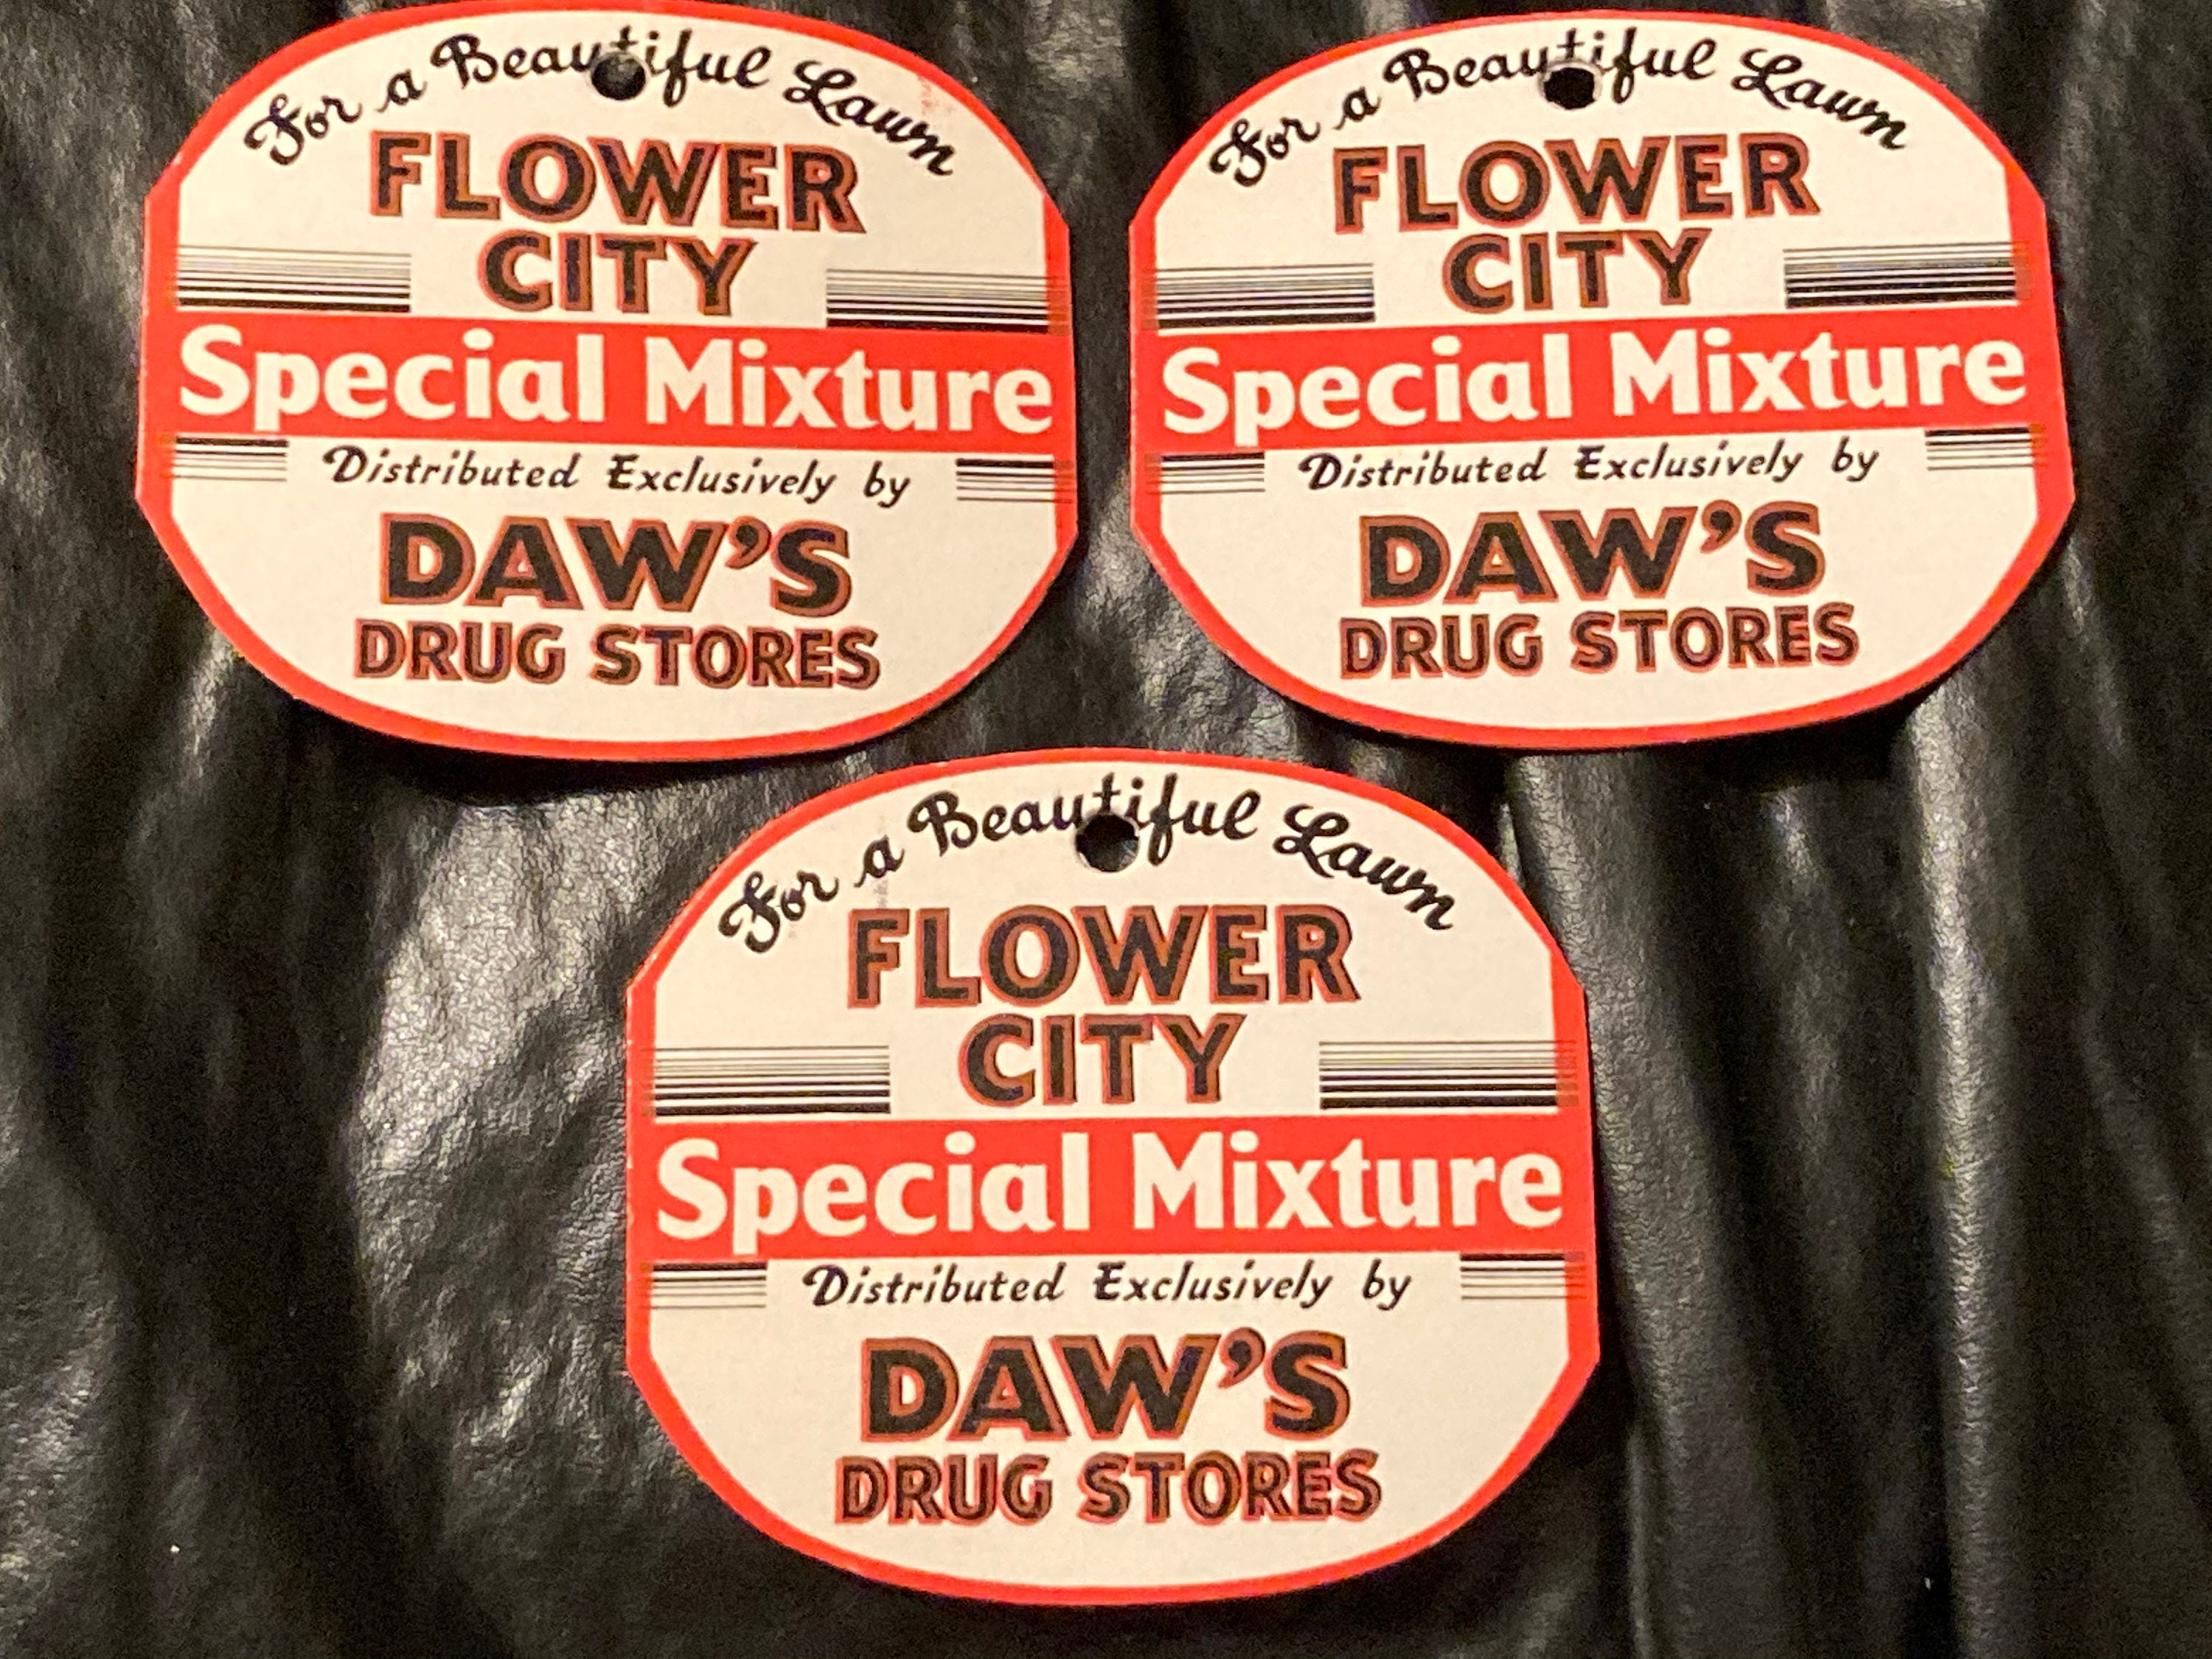 For a Beautiful Lawn
FLOWER
CITY
Special Mixture
Distributed Exclusively by
DAW'S
DRUG STORES
For a Beautiful Lawn
FLOWER
CITY
Special Mixture
Distributed Exclusively by
DAW'S
DRUG STORES
For a Beautiful Lawn
FLOWER
CITY
Special Mixture
Distributed Exclusively by
DAW'S
DRUG STORES